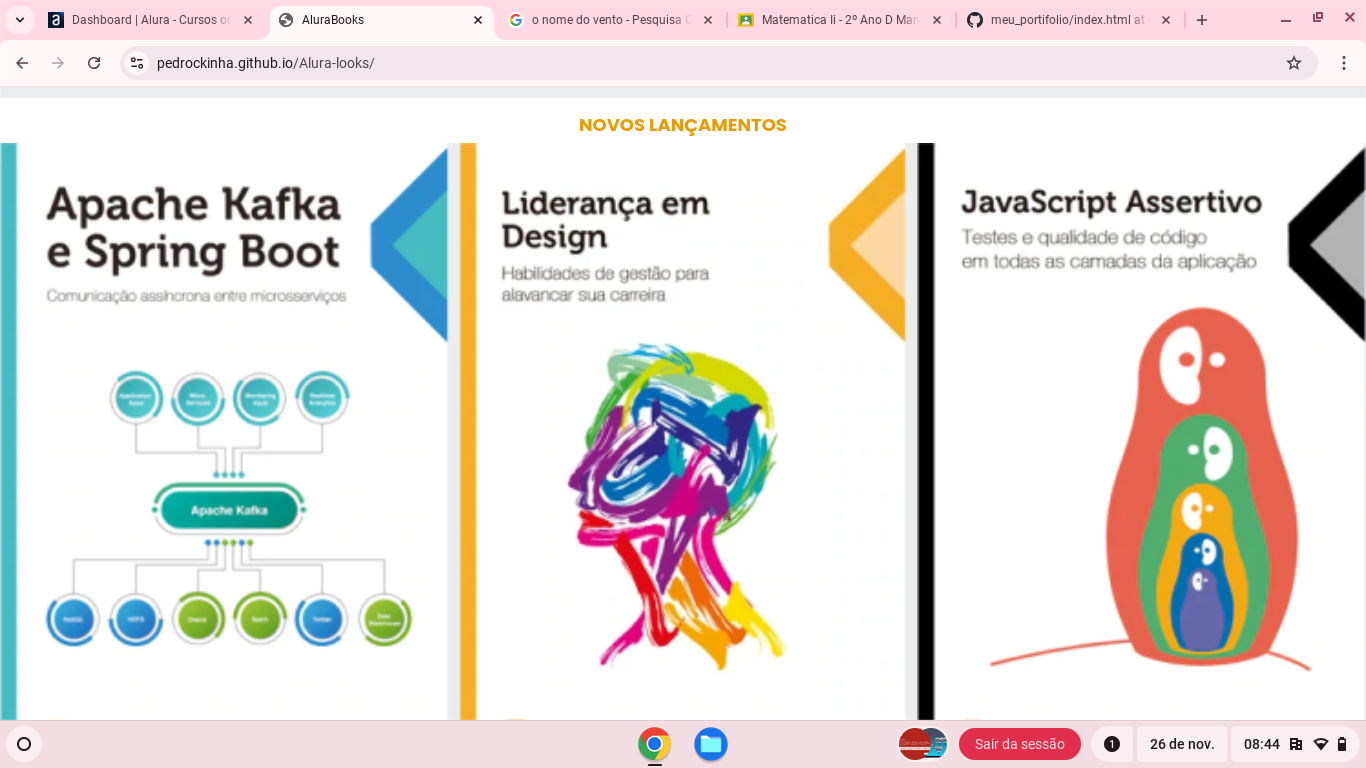 Dashboard | Alura - Cursos on
AluraBooks
o nome do vento - Pesquisa G
Matematica Ii - 2º Ano D Man
meu_portifolio/index.html at
pedrockinha.github.io/Alura-looks/
NOVOS LANÇAMENTOS
Apache Kafka
e Spring Boot
Comunicação assíncrona entre microsserviços
Application
Apps
Micro
Services
Monitoring
Apps
Realtime
Analytics
Apache Kafka
NoSQL
HDFS
Oracle
Spark
Twitter
Data
Warehouse
Liderança em
Design
Habilidades de gestão para
alavancar sua carreira
JavaScript Assertivo
Testes e qualidade de código
em todas as camadas da aplicação
Sair da sessão
1
26 de nov.
08:44